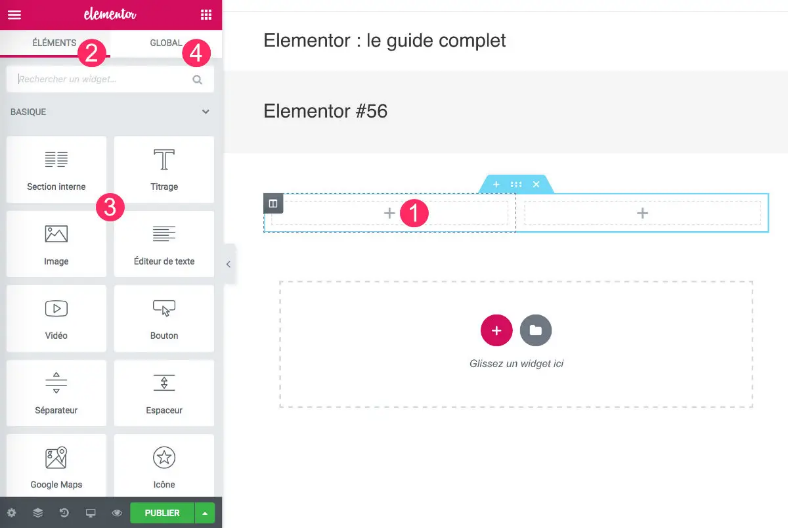 elementor
ÉLÉMENTS
2
GLOBAL
4
Rechercher un widget...
BASIQUE
Section interne
Titrage
3
Image
Éditeur de texte
Vidéo
Bouton
Séparateur
Espaceur
Google Maps
Icône
PUBLIER
Elementor : le guide complet
Elementor #56
1
Glissez un widget ici